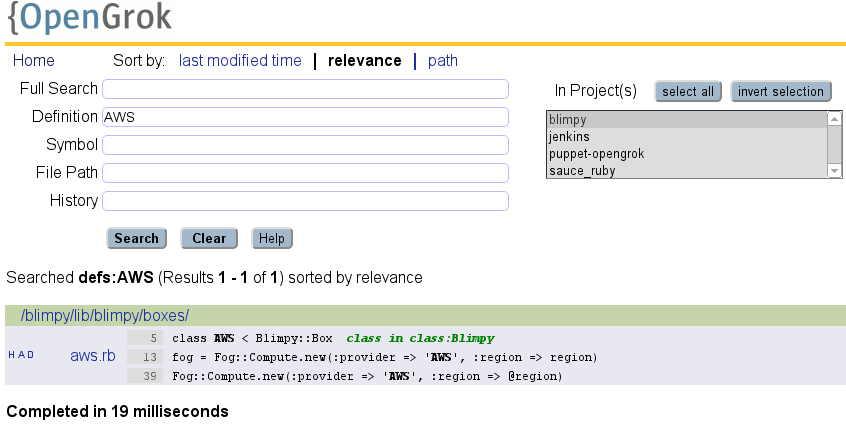 {OpenGrok
Home Sort by: last modified time | relevance | path
Full Search
Definition AWS
Symbol
File Path
History
In Project(s) select all invert selection
blimpy
jenkins
puppet-opengrok
sauce_ruby
Search Clear Help
Searched defs:AWS (Results 1 - 1 of 1) sorted by relevance
/blimpy/lib/blimpy/boxes/
H A D aws.rb
5 class AWS < Blimpy::Box class in class:Blimpy
13 fog = Fog::Compute.new(:provider => 'AWS', :region => region)
39 Fog::Compute.new(:provider => 'AWS', :region => @region)
Completed in 19 milliseconds